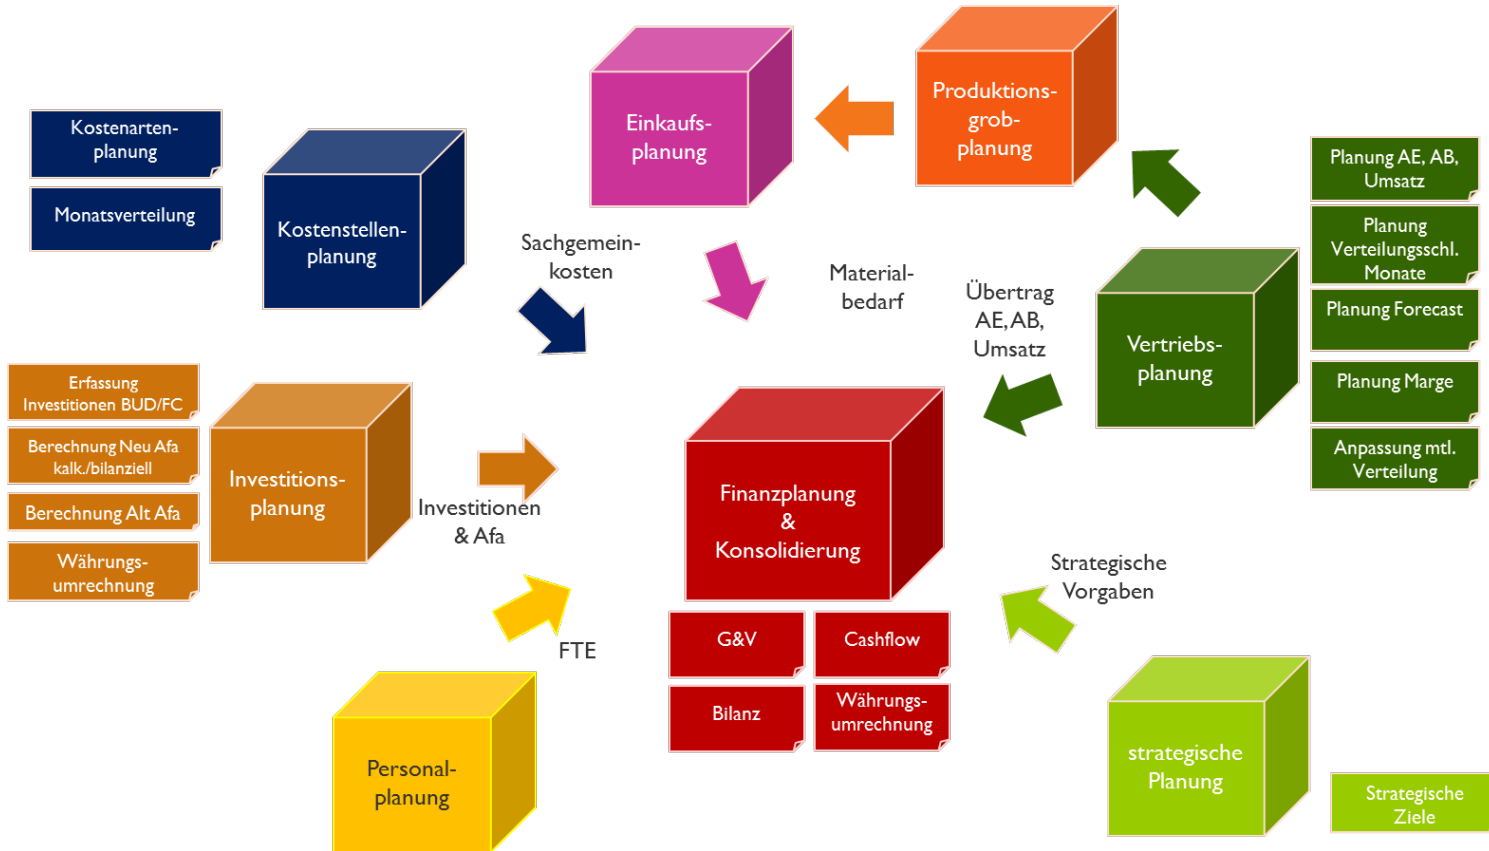 Kostenarten-
planung
Monatsverteilung
Kostenstellen-
planung
Sachgemein-
kosten
Einkaufs-
planung
Produktions-
grob-
planung
Material-
bedarf
Übertrag
AE, AB,
Umsatz
Vertriebs-
planung
Planung AE, AB,
Umsatz
Planung
Verteilungsschl.
Monate
Planung Forecast
Planung Marge
Anpassung mtl.
Verteilung
Erfassung
Investitionen BUD/FC
Berechnung Neu Afa
kalk./bilanziell
Berechnung Alt Afa
Währungs-
umrechnung
Investitions-
planung
Investitionen
& Afa
Finanzplanung
&
Konsolidierung
G&V
Cashflow
Bilanz
Währungs-
umrechnung
FTE
Personal-
planung
Strategische
Vorgaben
strategische
Planung
Strategische
Ziele